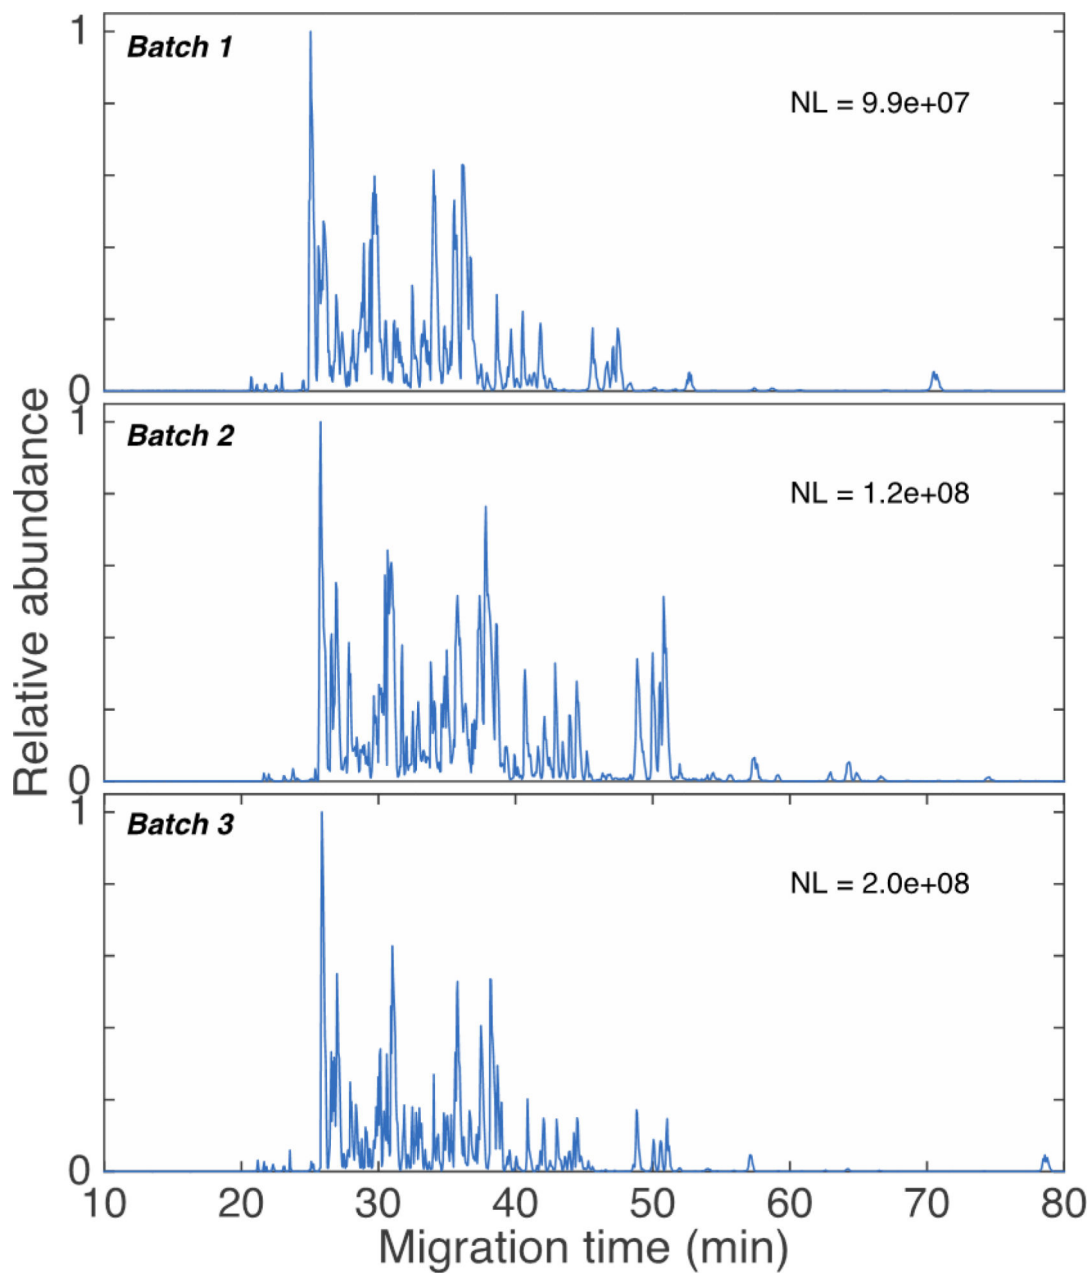 1
Batch 1
NL = 9.9e+07
0
1
Batch 2
NL = 1.2e+08
0
1
Batch 3
NL = 2.0e+08
0
Relative abundance
10 20 30 40 50 60 70 80
Migration time (min)